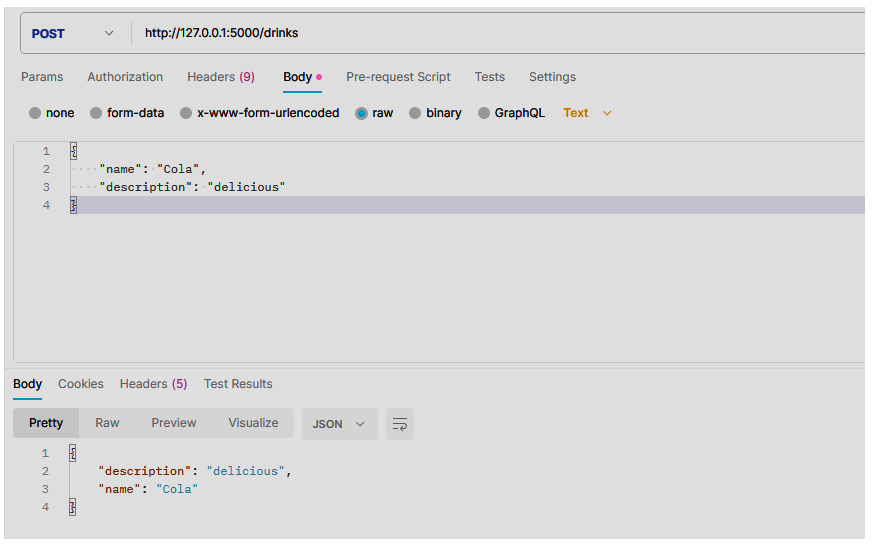 POST http://127.0.0.1:5000/drinks
Params Authorization Headers (9) Body Pre-request Script Tests Settings
none form-data x-www-form-urlencoded raw binary GraphQL Text
1 {
2 "name": "Cola",
3 "description": "delicious"
4 }
Body Cookies Headers (5) Test Results
Pretty Raw Preview Visualize JSON
1 {
2 "description": "delicious",
3 "name": "Cola"
4 }